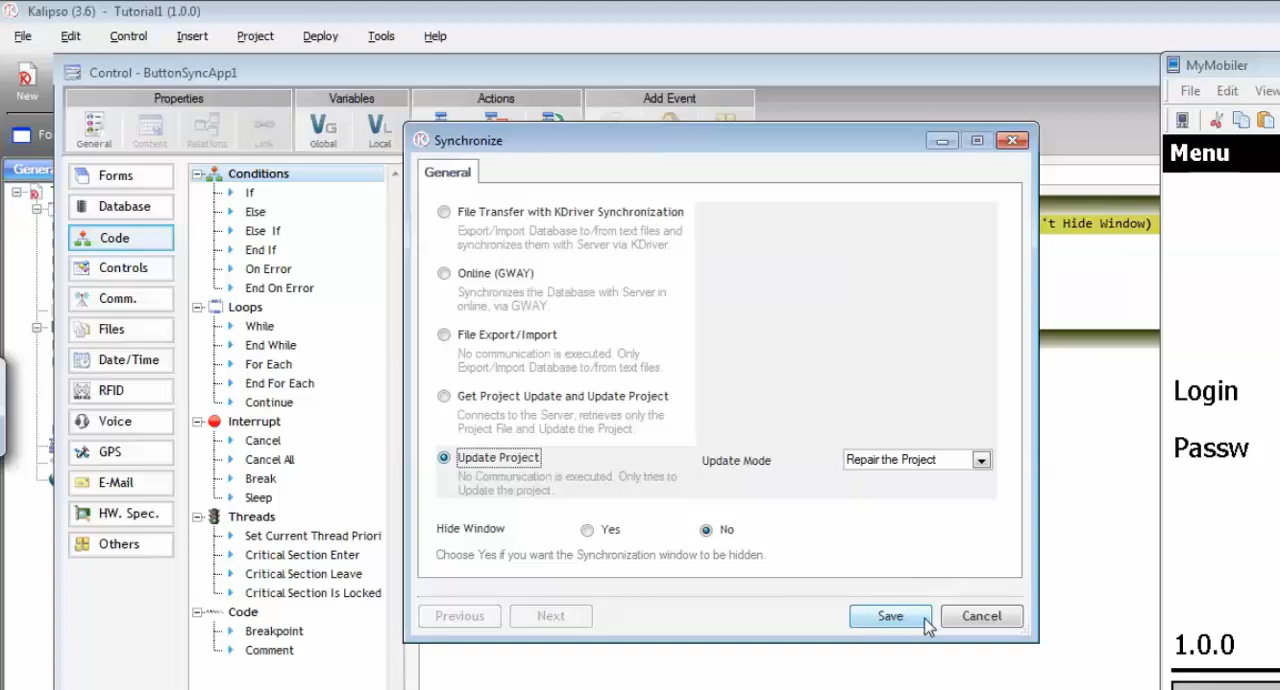 Kalipso (3.6) - Tutorial1 (1.0.0)
File Edit Control Insert Project Deploy Tools Help
New
Control - ButtonSyncApp1
Properties Variables Actions Add Event
General Content Relations Link Global Local
Fo
Genera
Forms
Database
Code
Controls
Comm.
Files
Date/Time
RFID
Voice
GPS
E-Mail
HW. Spec.
Others
Conditions
If
Else
Else If
End If
On Error
End On Error
Loops
While
End While
For Each
End For Each
Continue
Interrupt
Cancel
Cancel All
Break
Sleep
Threads
Set Current Thread Priori
Critical Section Enter
Critical Section Leave
Critical Section Is Locked
Code
Breakpoint
Comment
Synchronize
General
File Transfer with KDriver Synchronization
Export/Import Database to/from text files and
synchronizes them with Server via KDriver.
Online (GWAY)
Synchronizes the Database with Server in
online, via GWAY.
File Export/Import
No communication is executed. Only
Export/Import Database to/from text files.
Get Project Update and Update Project
Connects to the Server, retrieves only the
Project File and Update the Project.
Update Project
No Communication is executed. Only tries to
Update the project.
Update Mode Repair the Project
Hide Window Yes No
Choose Yes if you want the Synchronization window to be hidden.
Previous Next Save Cancel
't Hide Window)
MyMobiler
File Edit View
Menu
Login
Passw
1.0.0